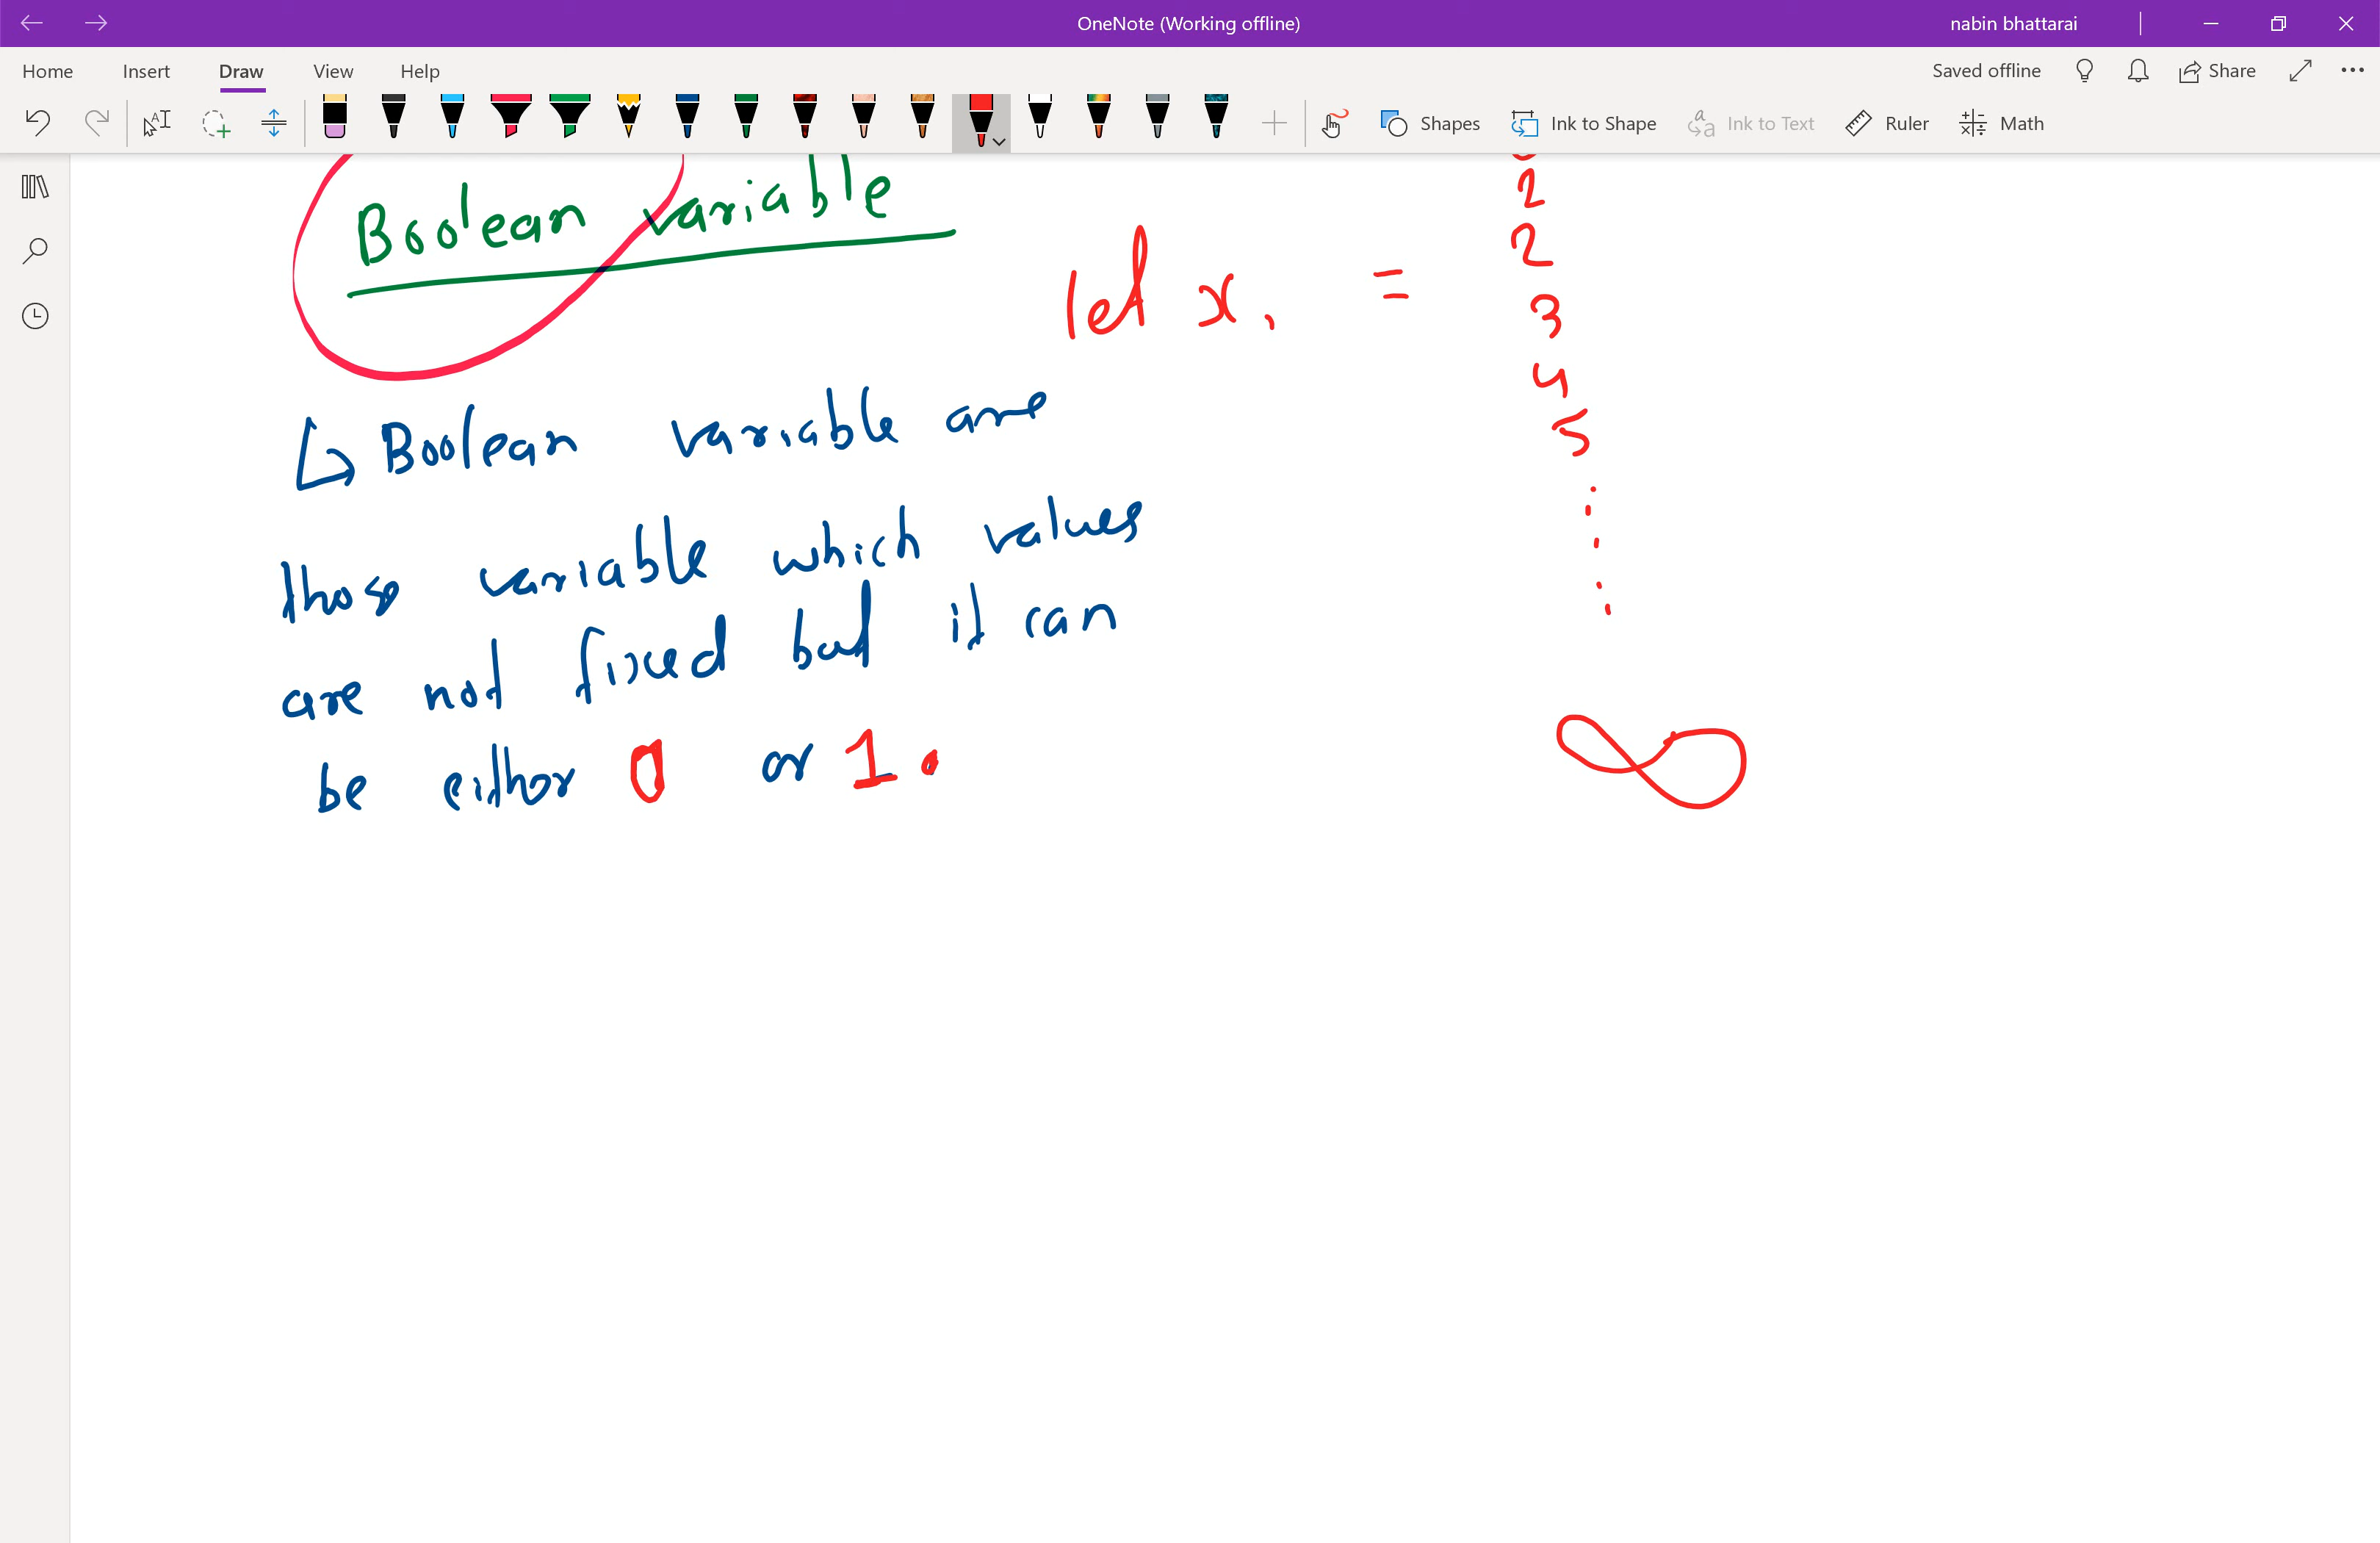 OneNote (Working offline)
nabin bhattarai
Home Insert Draw View Help
Saved offline Share
Shapes Ink to Shape Ink to Text Ruler Math
Boolean variable
let x, =
2
2
3
4
5
∞
Boolean variable are
those variable which values
are not fixed but it can
be either 0 or 1.